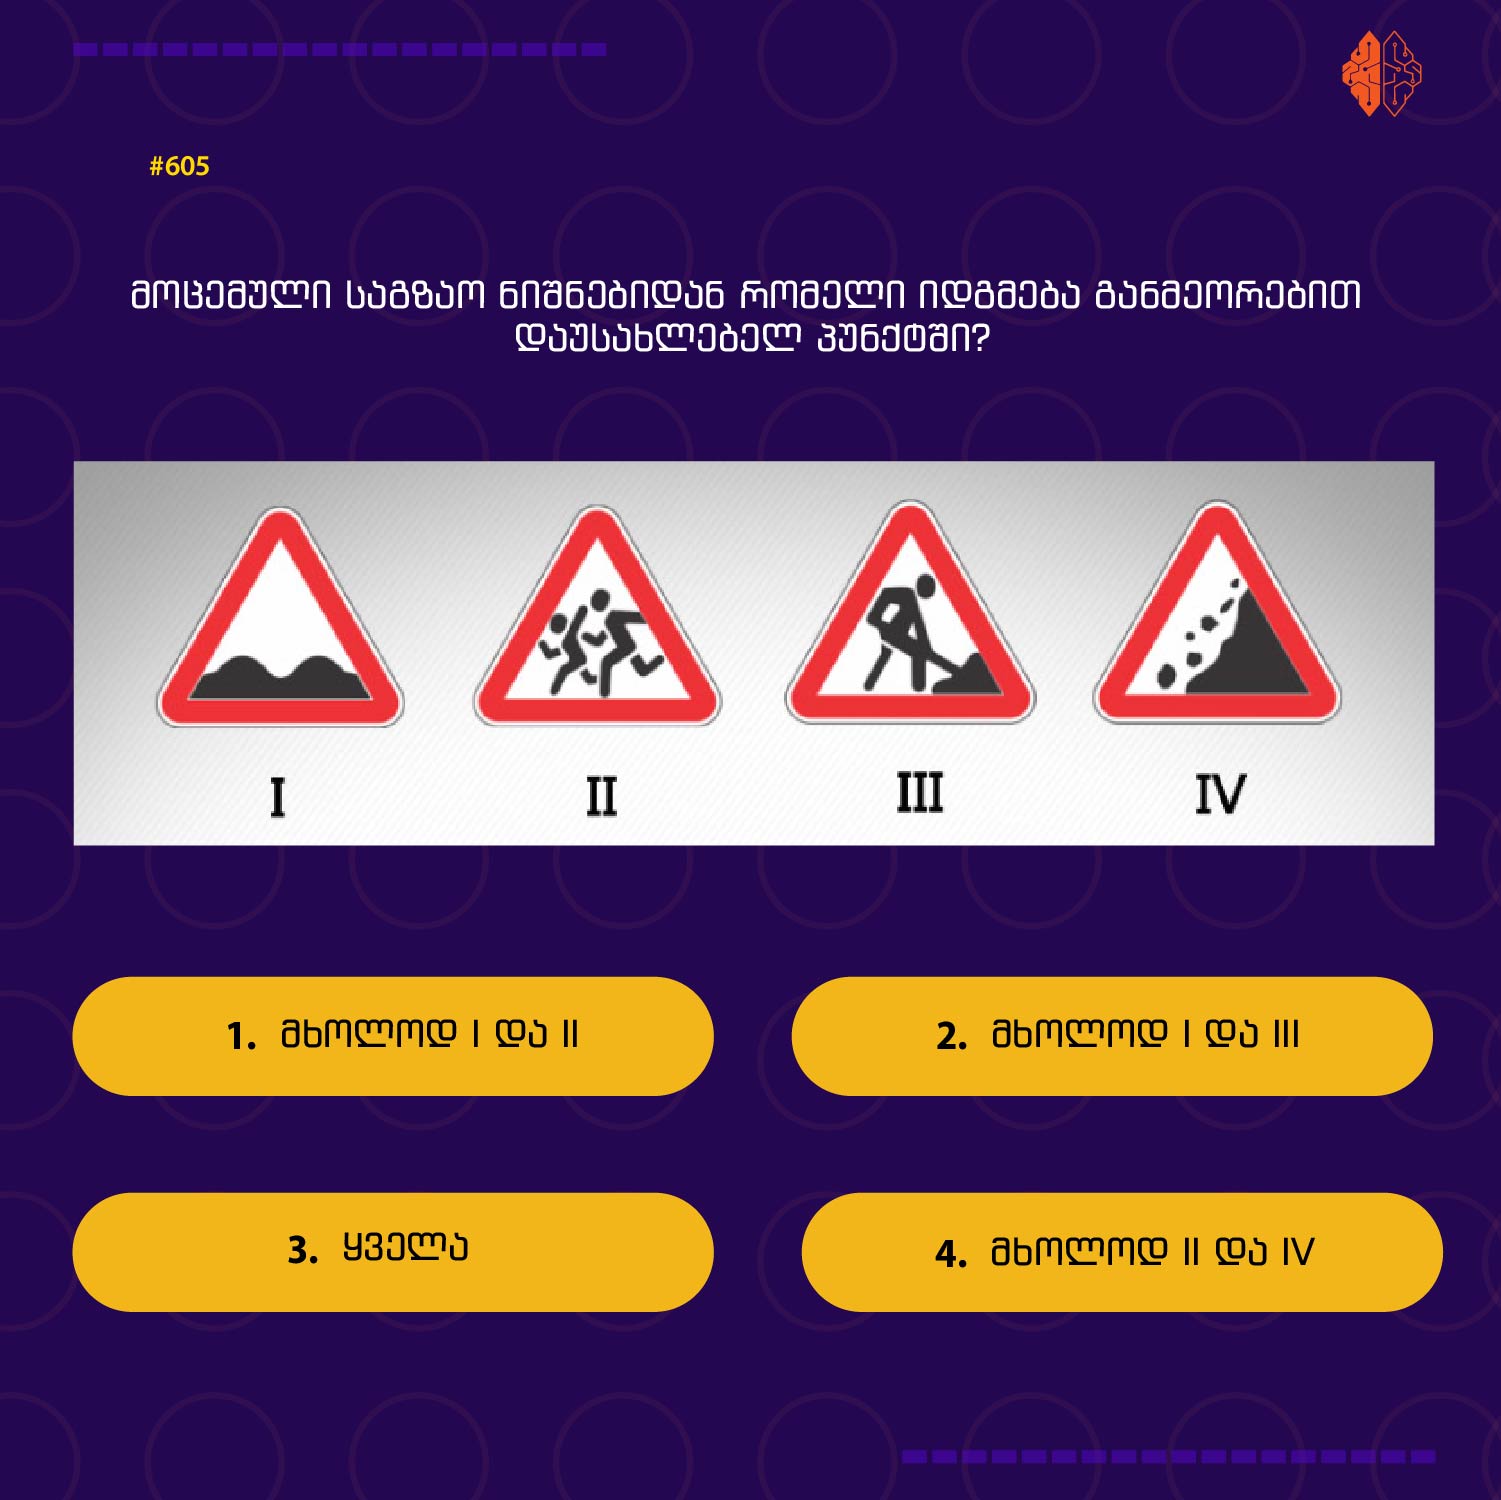 #605
მოცემული საგზაო ნიშნებიდან რომელი იდგმება განმეორებით
დაუსახლებელ პუნქტში?
I II III IV
1. მხოლოდ I და II
2. მხოლოდ I და III
3. ყველა
4. მხოლოდ II და IV